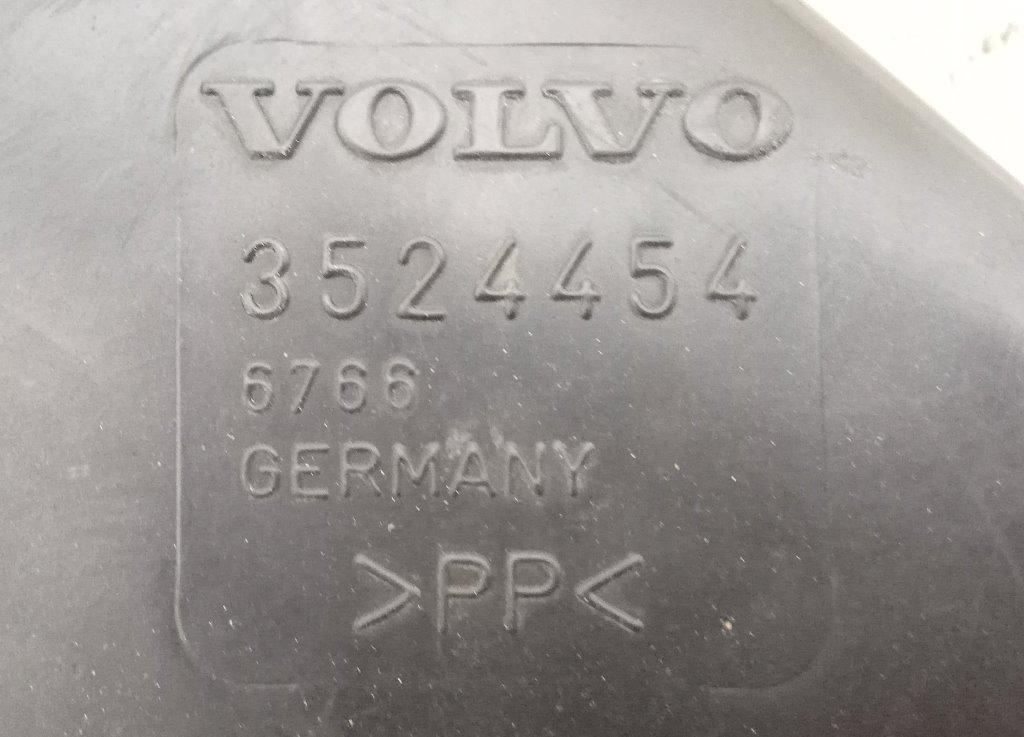 VOLVO
3524454
6766
GERMANY
>PP<